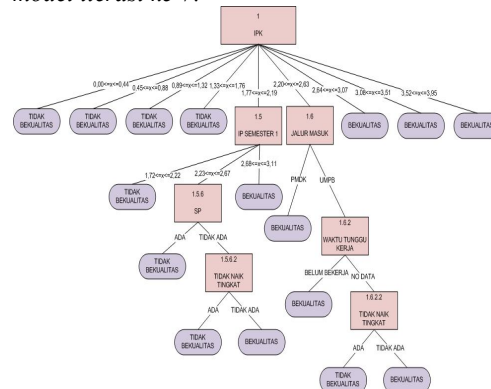 model iterasi ke V.
1
IPK
0,00<=x<=0,44
0,45<=x<=0,88
0,89<=x<=1,32
1,33<=x<=1,76
1,77<=x<=2,19
2,20<=x<=2,63
2,64<=x<=3,07
3,08<=x<=3,51
3,52<=x<=3,95
TIDAK
BEKUALITAS
TIDAK
BEKUALITAS
TIDAK
BEKUALITAS
TIDAK
BEKUALITAS
1.5
IP SEMESTER 1
1.6
JALUR MASUK
BEKUALITAS
BEKUALITAS
BEKUALITAS
1,72<=x<=2,22
2,23<=x<=2,67
2,68<=x<=3,11
PMDK
UMPB
TIDAK
BEKUALITAS
1.5.6
SP
BEKUALITAS
BEKUALITAS
1.6.2
WAKTU TUNGGU
KERJA
ADA
TIDAK ADA
BELUM BEKERJA
NO DATA
TIDAK
BEKUALITAS
1.5.6.2
TIDAK NAIK
TINGKAT
BEKUALITAS
1.6.2.2
TIDAK NAIK
TINGKAT
ADA
TIDAK ADA
ADA
TIDAK ADA
TIDAK
BEKUALITAS
BEKUALITAS
TIDAK
BEKUALITAS
BEKUALITAS